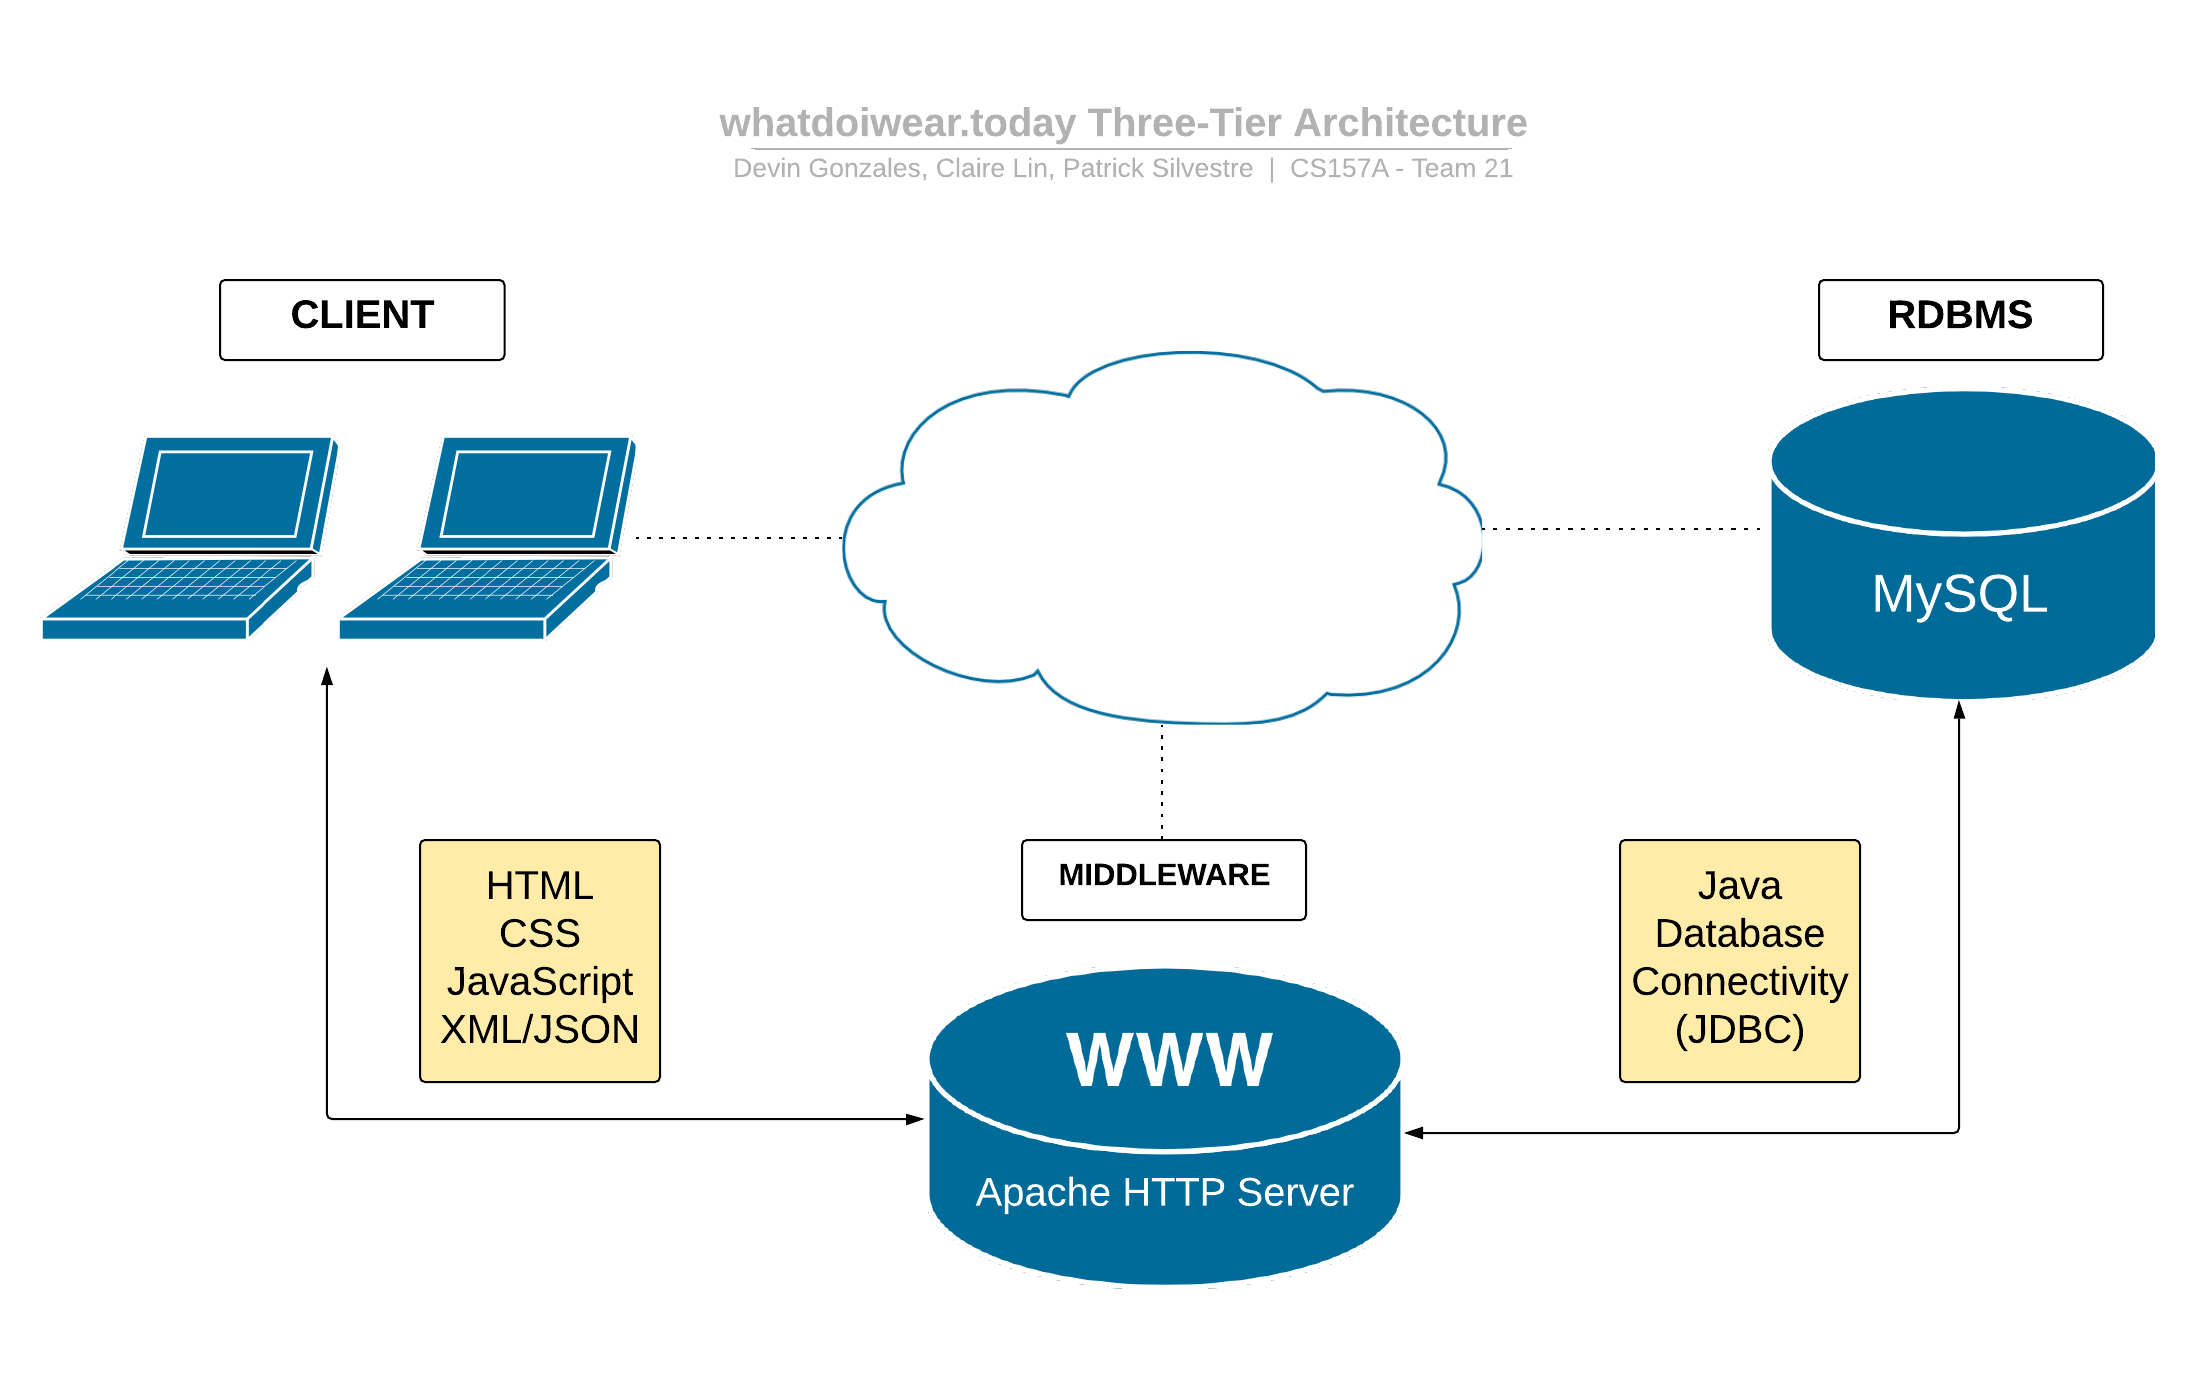 whatdoiwear.today Three-Tier Architecture
Devin Gonzales, Claire Lin, Patrick Silvestre | CS157A - Team 21
CLIENT
RDBMS
MySQL
HTML
CSS
JavaScript
XML/JSON
MIDDLEWARE
Java
Database
Connectivity
(JDBC)
WWW
Apache HTTP Server